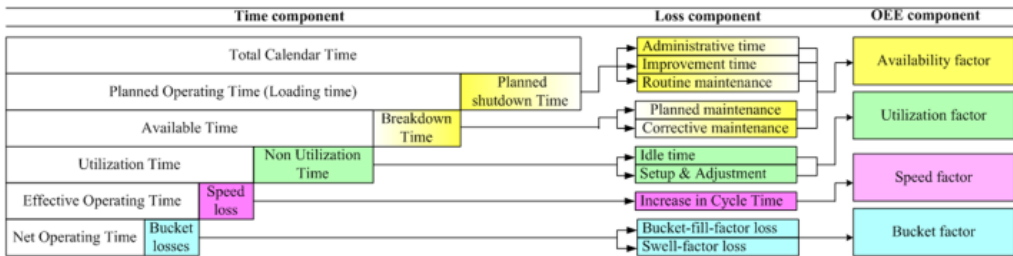 Time component
Loss component
OEE component
Total Calendar Time
Administrative time
Improvement time
Routine maintenance
Availability factor
Planned Operating Time (Loading time)
Planned
shutdown Time
Available Time
Breakdown
Time
Planned maintenance
Corrective maintenance
Utilization factor
Utilization Time
Non Utilization
Time
Idle time
Setup & Adjustment
Effective Operating Time
Speed
loss
Increase in Cycle Time
Speed factor
Net Operating Time
Bucket
losses
Bucket-fill-factor loss
Swell-factor loss
Bucket factor